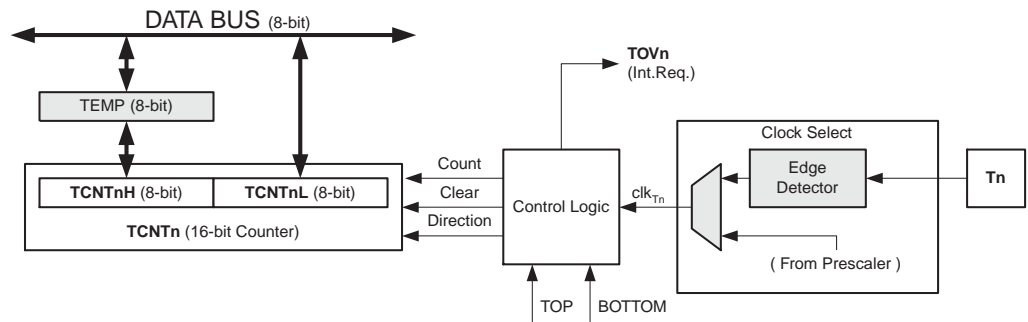 DATA BUS (8-bit)
TEMP (8-bit)
TCNTnH (8-bit)
TCNTnL (8-bit)
TCNTn (16-bit Counter)
Count
Clear
Direction
Control Logic
TOVn
(Int.Req.)
TOP
BOTTOM
clkTn
Clock Select
Edge
Detector
( From Prescaler )
Tn